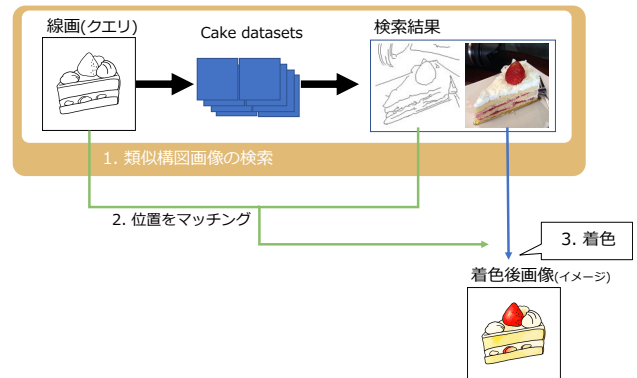 線画(クエリ)
Cake datasets
検索結果
1. 類似構図画像の検索
2. 位置をマッチング
3. 着色
着色後画像(イメージ)